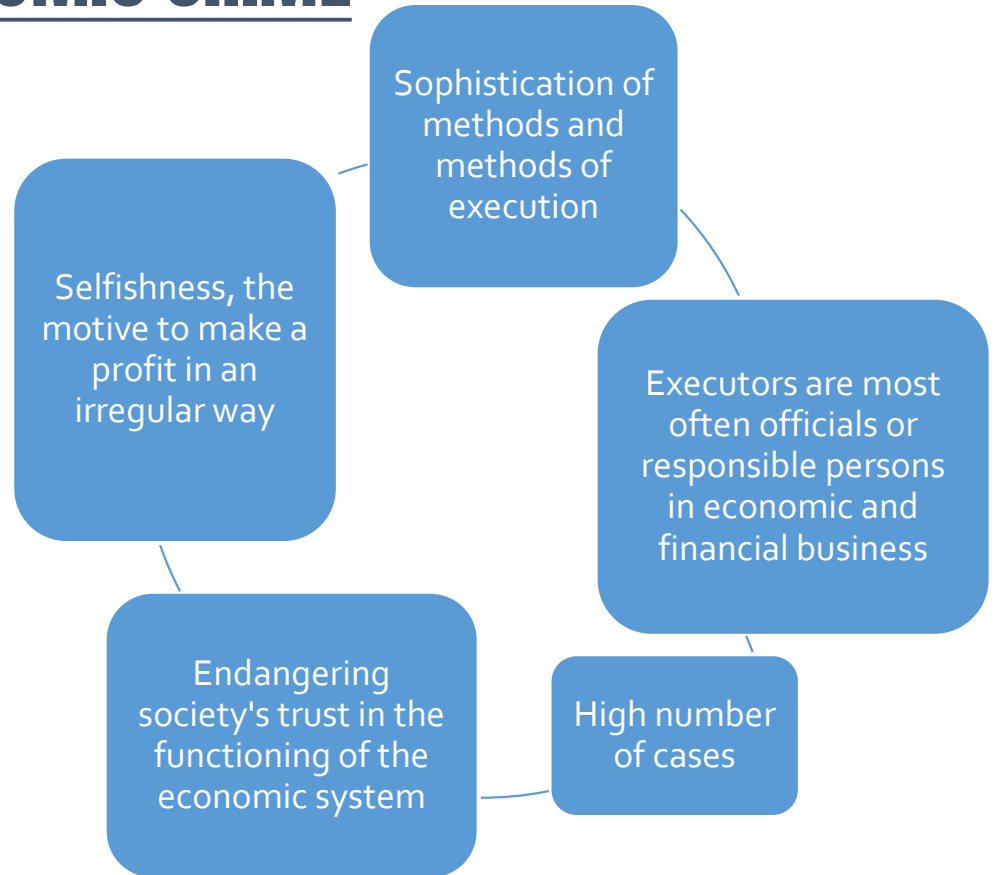 Sophistication of
methods and
methods of
execution
Executors are most
often officials or
responsible persons
in economic and
financial business
High number
of cases
Endangering
society's trust in the
functioning of the
economic system
Selfishness, the
motive to make a
profit in an
irregular way